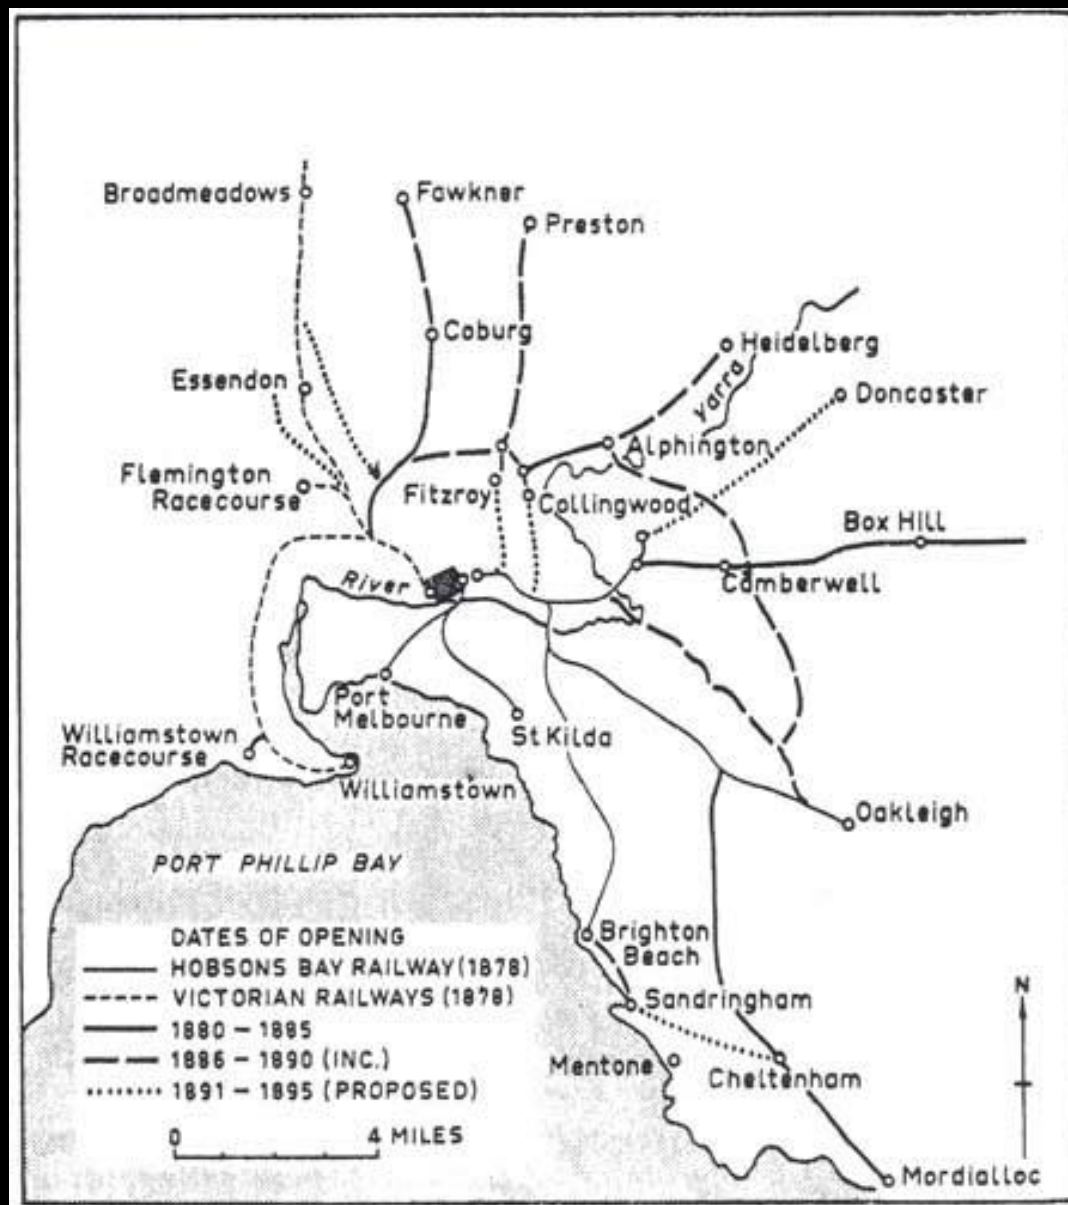 Broadmeadows
Fawkner
Preston
Coburg
Heidelberg
Yarra
Essendon
Doncaster
Alphington
Flemington
Racecourse
Fitzroy
Collingwood
Box Hill
Camberwell
River
Port
Melbourne
St Kilda
Williamstown
Racecourse
Williamstown
Oakleigh
PORT PHILLIP BAY
Brighton
Beach
Sandringham
Mentone
Cheltenham
Mordialloc
DATES OF OPENING
HOBSONS BAY RAILWAY (1878)
VICTORIAN RAILWAYS (1878)
1880 – 1885
1886 – 1890 (INC.)
1891 – 1895 (PROPOSED)
0 4 MILES
N